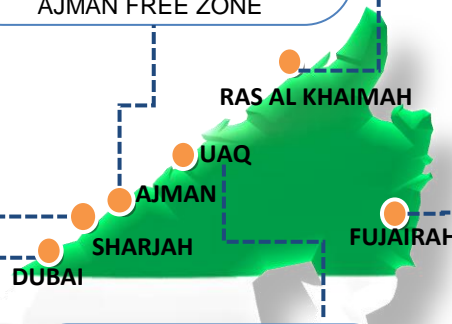 AJMAN FREE ZONE
RAS AL KHAIMAH
UAQ
AJMAN
SHARJAH
FUJAIRAH
DUBAI